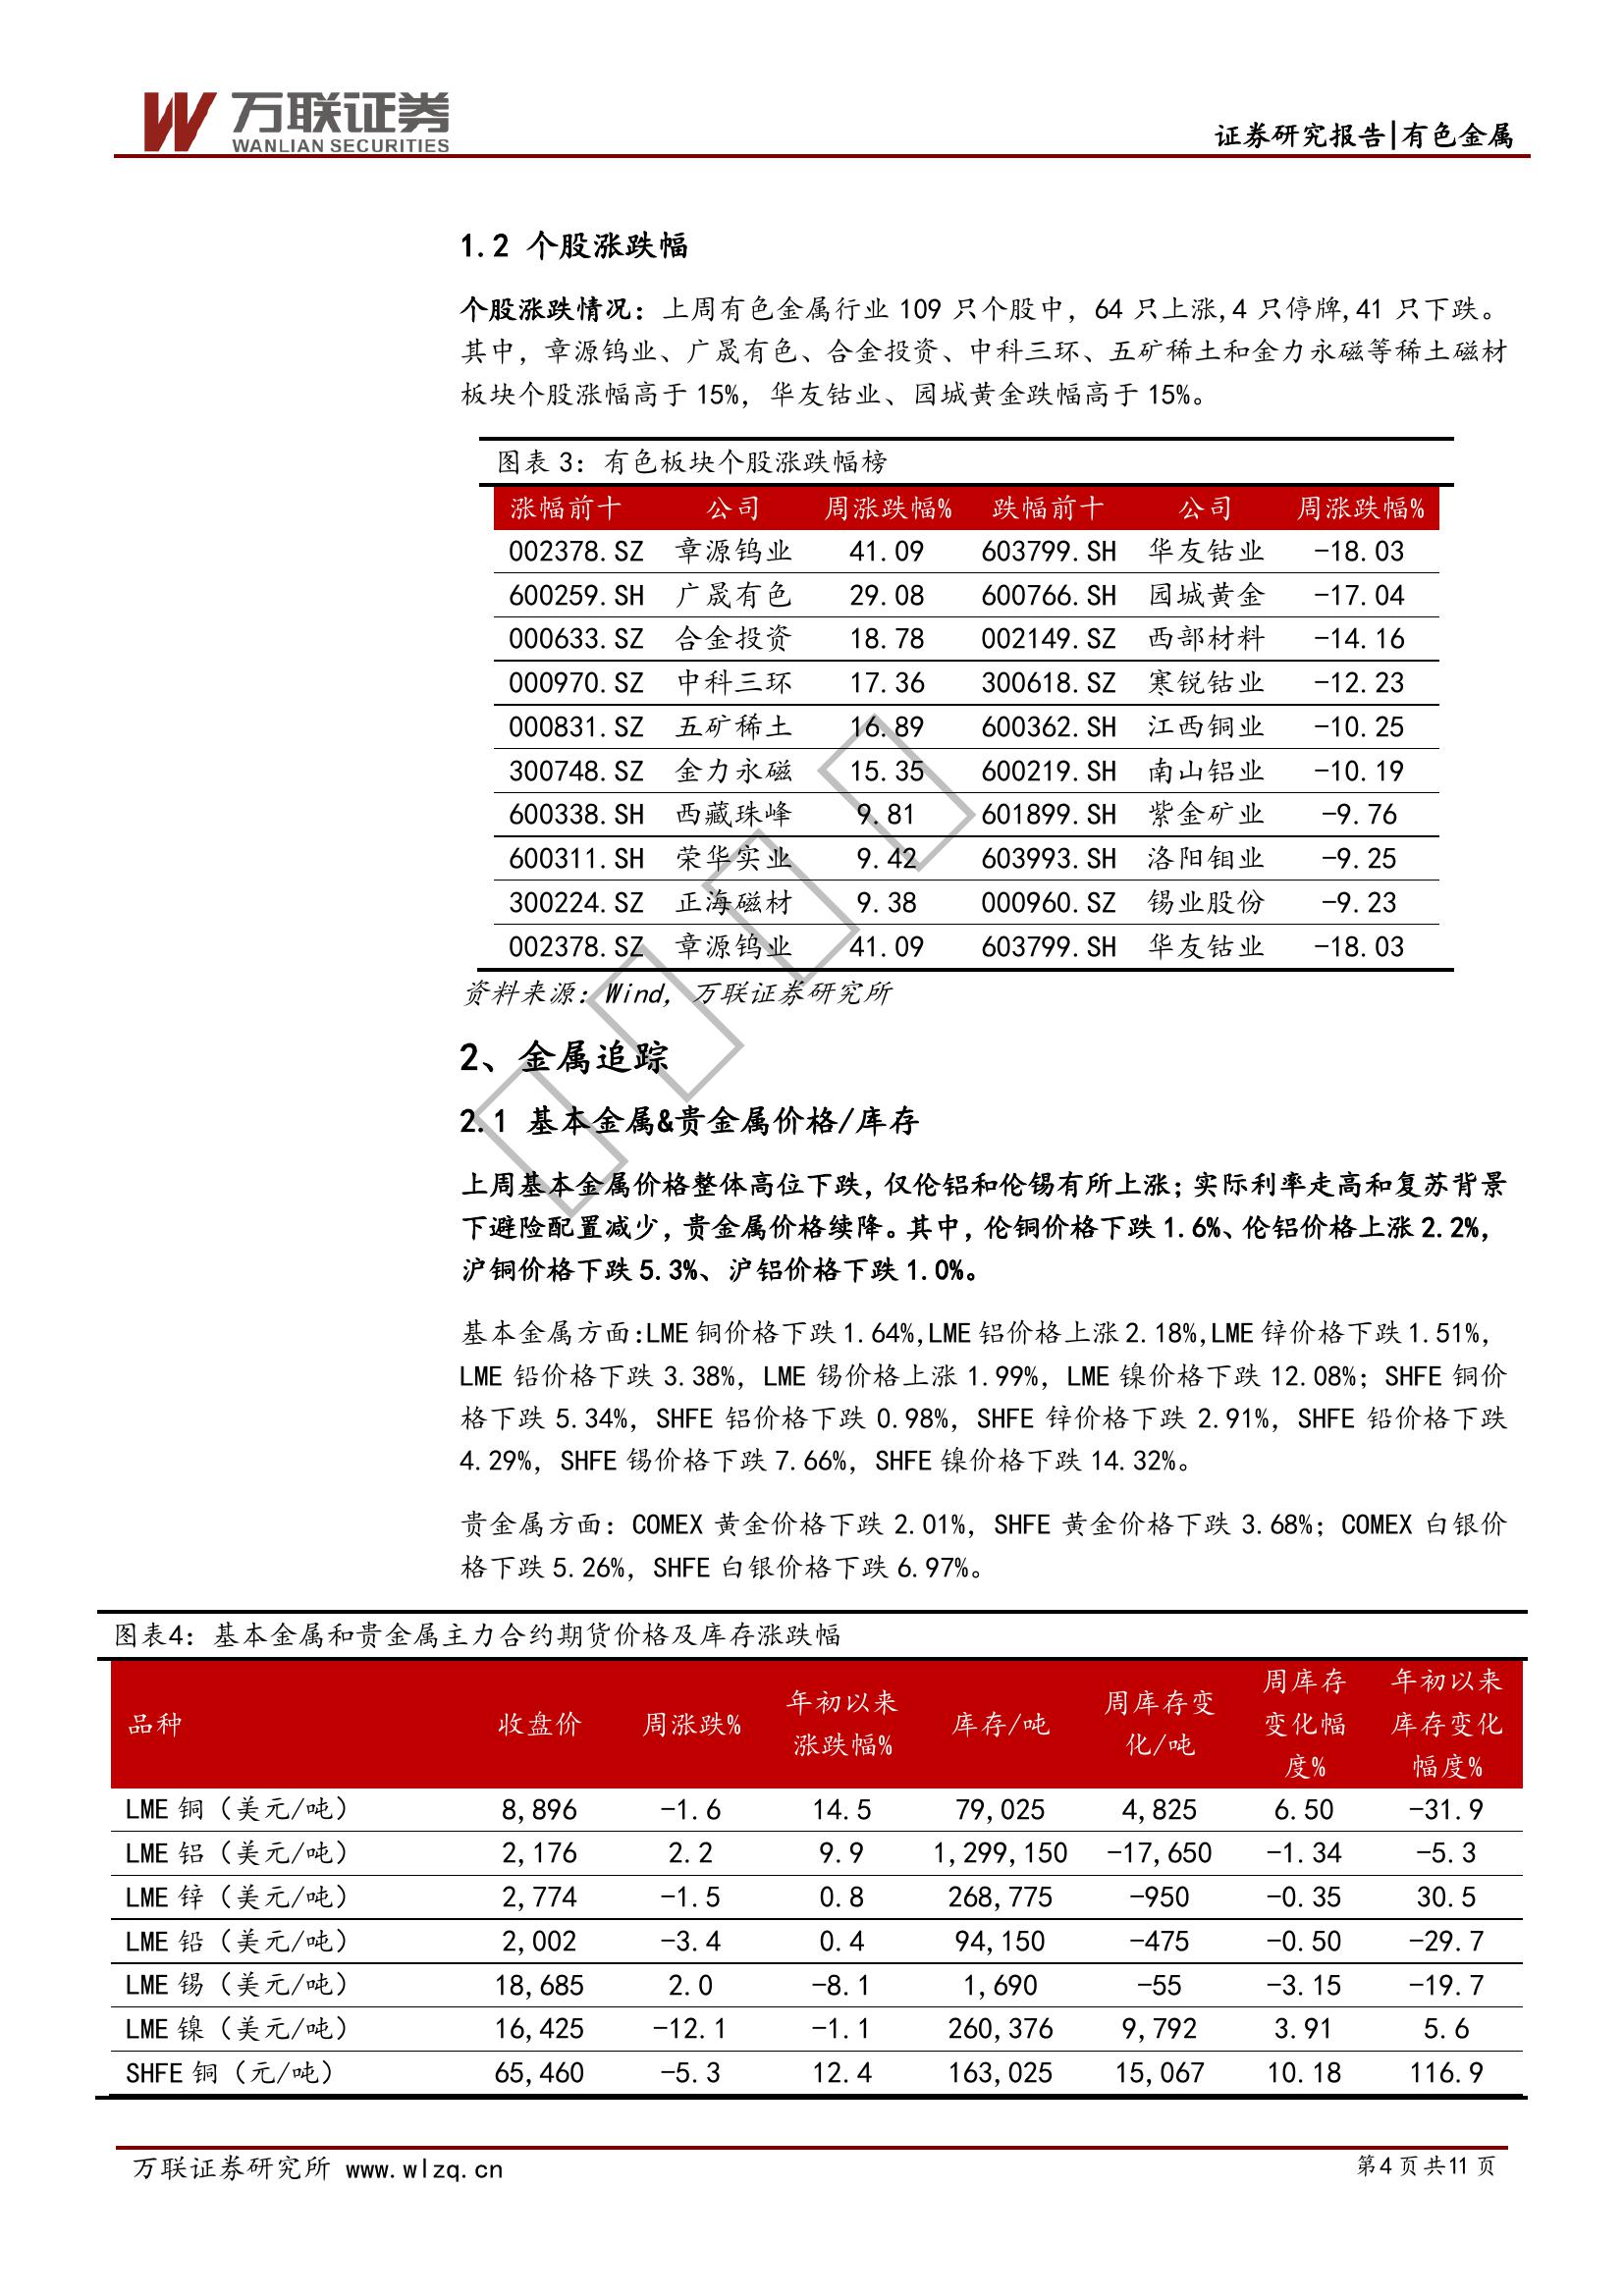 万联证券
WANLIAN SECURITIES
证券研究报告|有色金属
1.2 个股涨跌幅
个股涨跌情况：上周有色金属行业 109 只个股中，64 只上涨,4 只停牌,41 只下跌。
其中，章源钨业、广晟有色、合金投资、中科三环、五矿稀土和金力永磁等稀土磁材
板块个股涨幅高于 15%，华友钴业、园城黄金跌幅高于 15%。
图表 3：有色板块个股涨跌幅榜
涨幅前十 公司 周涨跌幅% 跌幅前十 公司 周涨跌幅%
002378.SZ 章源钨业 41.09 603799.SH 华友钴业 -18.03
600259.SH 广晟有色 29.08 600766.SH 园城黄金 -17.04
000633.SZ 合金投资 18.78 002149.SZ 西部材料 -14.16
000970.SZ 中科三环 17.36 300618.SZ 寒锐钴业 -12.23
000831.SZ 五矿稀土 16.89 600362.SH 江西铜业 -10.25
300748.SZ 金力永磁 15.35 600219.SH 南山铝业 -10.19
600338.SH 西藏珠峰 9.81 601899.SH 紫金矿业 -9.76
600311.SH 荣华实业 9.42 603993.SH 洛阳钼业 -9.25
300224.SZ 正海磁材 9.38 000960.SZ 锡业股份 -9.23
002378.SZ 章源钨业 41.09 603799.SH 华友钴业 -18.03
资料来源：Wind，万联证券研究所
2、金属追踪
2.1 基本金属&贵金属价格/库存
上周基本金属价格整体高位下跌，仅伦铝和伦锡有所上涨；实际利率走高和复苏背景
下避险配置减少，贵金属价格续降。其中，伦铜价格下跌 1.6%、伦铝价格上涨 2.2%，
沪铜价格下跌 5.3%、沪铝价格下跌 1.0%。
基本金属方面:LME 铜价格下跌 1.64%,LME 铝价格上涨 2.18%,LME 锌价格下跌 1.51%，
LME 铅价格下跌 3.38%，LME 锡价格上涨 1.99%，LME 镍价格下跌 12.08%；SHFE 铜价
格下跌 5.34%，SHFE 铝价格下跌 0.98%，SHFE 锌价格下跌 2.91%，SHFE 铅价格下跌
4.29%，SHFE 锡价格下跌 7.66%，SHFE 镍价格下跌 14.32%。
贵金属方面：COMEX 黄金价格下跌 2.01%，SHFE 黄金价格下跌 3.68%；COMEX 白银价
格下跌 5.26%，SHFE 白银价格下跌 6.97%。
图表4：基本金属和贵金属主力合约期货价格及库存涨跌幅
品种 收盘价 周涨跌% 年初以来涨跌幅% 库存/吨 周库存变化/吨 周库存变化幅度% 年初以来库存变化幅度%
LME 铜（美元/吨） 8,896 -1.6 14.5 79,025 4,825 6.50 -31.9
LME 铝（美元/吨） 2,176 2.2 9.9 1,299,150 -17,650 -1.34 -5.3
LME 锌（美元/吨） 2,774 -1.5 0.8 268,775 -950 -0.35 30.5
LME 铅（美元/吨） 2,002 -3.4 0.4 94,150 -475 -0.50 -29.7
LME 锡（美元/吨） 18,685 2.0 -8.1 1,690 -55 -3.15 -19.7
LME 镍（美元/吨） 16,425 -12.1 -1.1 260,376 9,792 3.91 5.6
SHFE 铜（元/吨） 65,460 -5.3 12.4 163,025 15,067 10.18 116.9
万联证券研究所 www.wlzq.cn
第4 页 共11 页